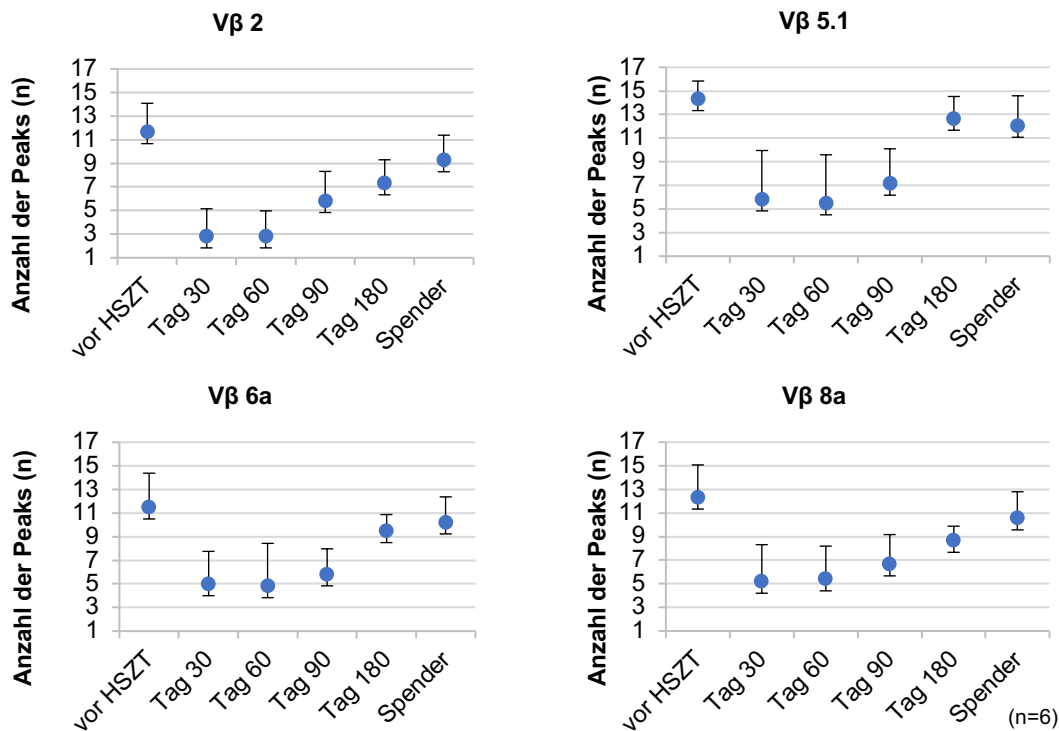 Vβ 2
Anzahl der Peaks (n)
17
15
13
11
9
7
5
3
1
vor HSZT
Tag 30
Tag 60
Tag 90
Tag 180
Spender
Vβ 5.1
Anzahl der Peaks (n)
17
15
13
11
9
7
5
3
1
vor HSZT
Tag 30
Tag 60
Tag 90
Tag 180
Spender
Vβ 6a
Anzahl der Peaks (n)
17
15
13
11
9
7
5
3
1
vor HSZT
Tag 30
Tag 60
Tag 90
Tag 180
Spender
Vβ 8a
Anzahl der Peaks (n)
17
15
13
11
9
7
5
3
1
vor HSZT
Tag 30
Tag 60
Tag 90
Tag 180
Spender
(n=6)